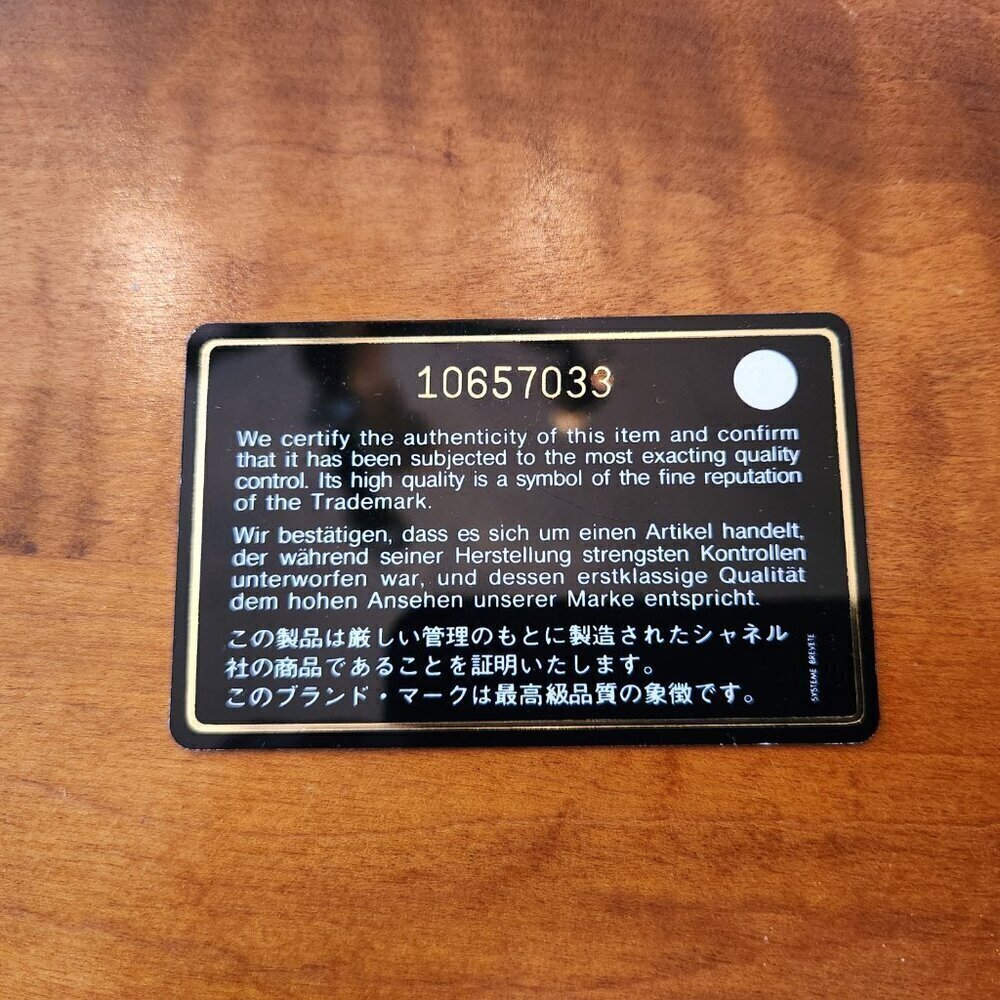 10657033
We certify the authenticity of this item and confirm
that it has been subjected to the most exacting quality
control. Its high quality is a symbol of the fine reputation
of the Trademark.
Wir bestätigen, dass es sich um einen Artikel handelt,
der während seiner Herstellung strengsten Kontrollen
unterworfen war, und dessen erstklassige Qualität
dem hohen Ansehen unserer Marke entspricht.
この製品は厳しい管理のもとに製造されたシャネル
社の商品であることを証明いたします。
このブランド・マークは最高級品質の象徴です。
SYSTEME BREVETE